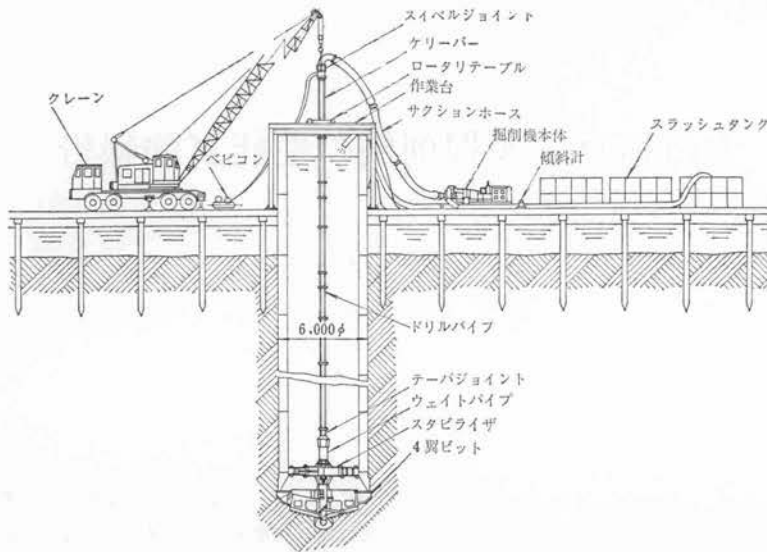 スイベルジョイント
ケリーバー
ロータリテーブル
作業台
サクションホース
掘削機本体
傾斜計
スラッシュタンク
クレーン
ベビコン
ドリルパイプ
6.000φ
テーパジョイント
ウェイトパイプ
スタビライザ
4翼ビット